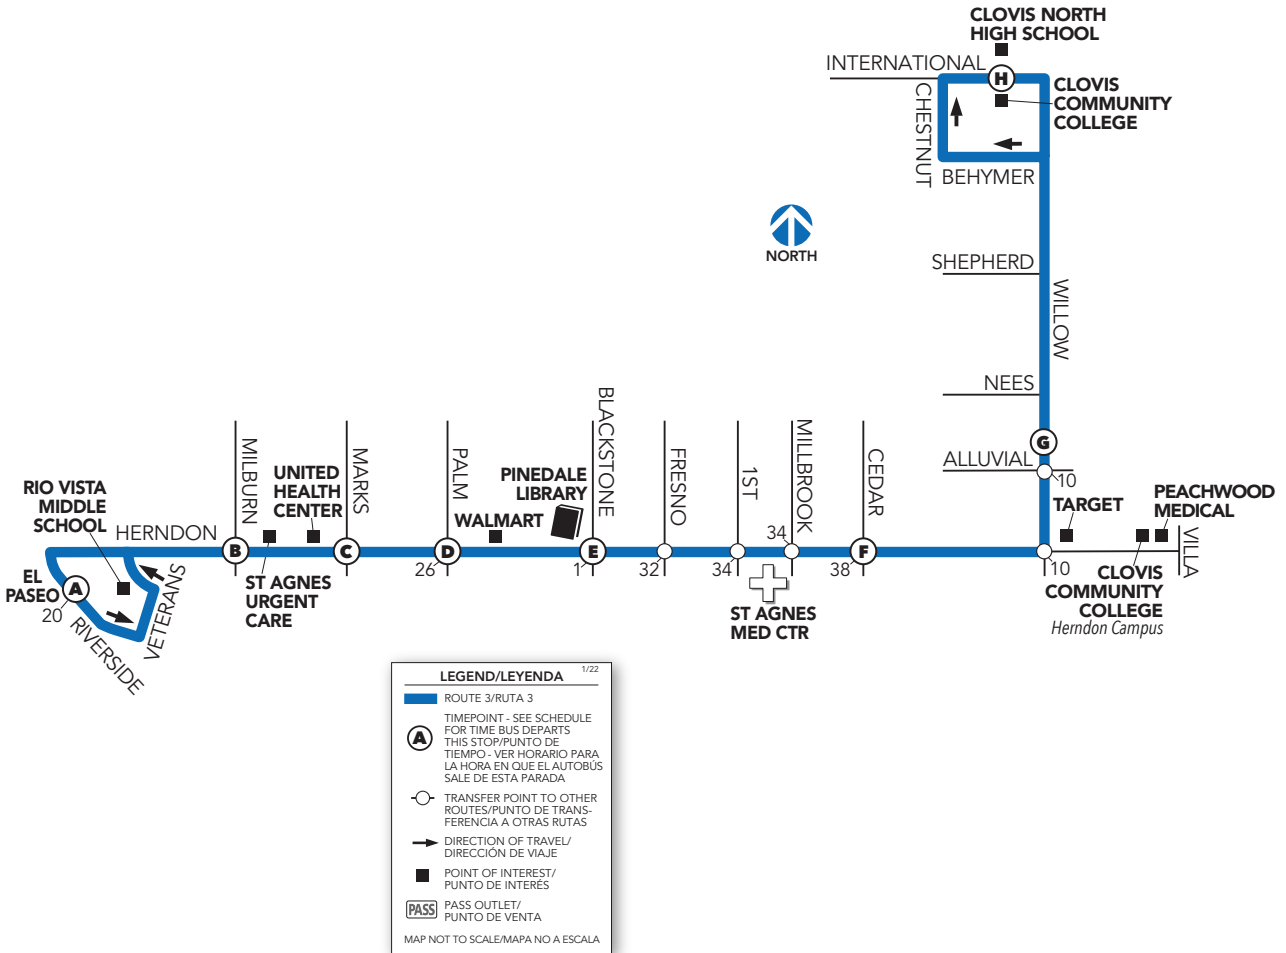 CLOVIS NORTH
HIGH SCHOOL
INTERNATIONAL
H
CLOVIS
COMMUNITY
COLLEGE
CHESTNUT
BEHYMER
NORTH
SHEPHERD
WILLOW
NEES
G
ALLUVIAL
10
TARGET
PEACHWOOD
MEDICAL
VILLA
10
CLOVIS
COMMUNITY
COLLEGE
Herndon Campus
RIO VISTA
MIDDLE
SCHOOL
HERNDON
EL
PASEO
A
20
RIVERSIDE
VETERANS
MILBURN
B
ST AGNES
URGENT
CARE
UNITED
HEALTH
CENTER
MARKS
C
PALM
D
26
WALMART
PINEDALE
LIBRARY
BLACKSTONE
E
1
FRESNO
32
1ST
34
MILLBROOK
34
ST AGNES
MED CTR
CEDAR
F
38
LEGEND/LEYENDA
1/22
ROUTE 3/RUTA 3
A
TIMEPOINT - SEE SCHEDULE
FOR TIME BUS DEPARTS
THIS STOP/PUNTO DE
TIEMPO - VER HORARIO PARA
LA HORA EN QUE EL AUTOBÚS
SALE DE ESTA PARADA
TRANSFER POINT TO OTHER
ROUTES/PUNTO DE TRANS-
FERENCIA A OTRAS RUTAS
DIRECTION OF TRAVEL/
DIRECCIÓN DE VIAJE
POINT OF INTEREST/
PUNTO DE INTERÉS
PASS
PASS OUTLET/
PUNTO DE VENTA
MAP NOT TO SCALE/MAPA NO A ESCALA